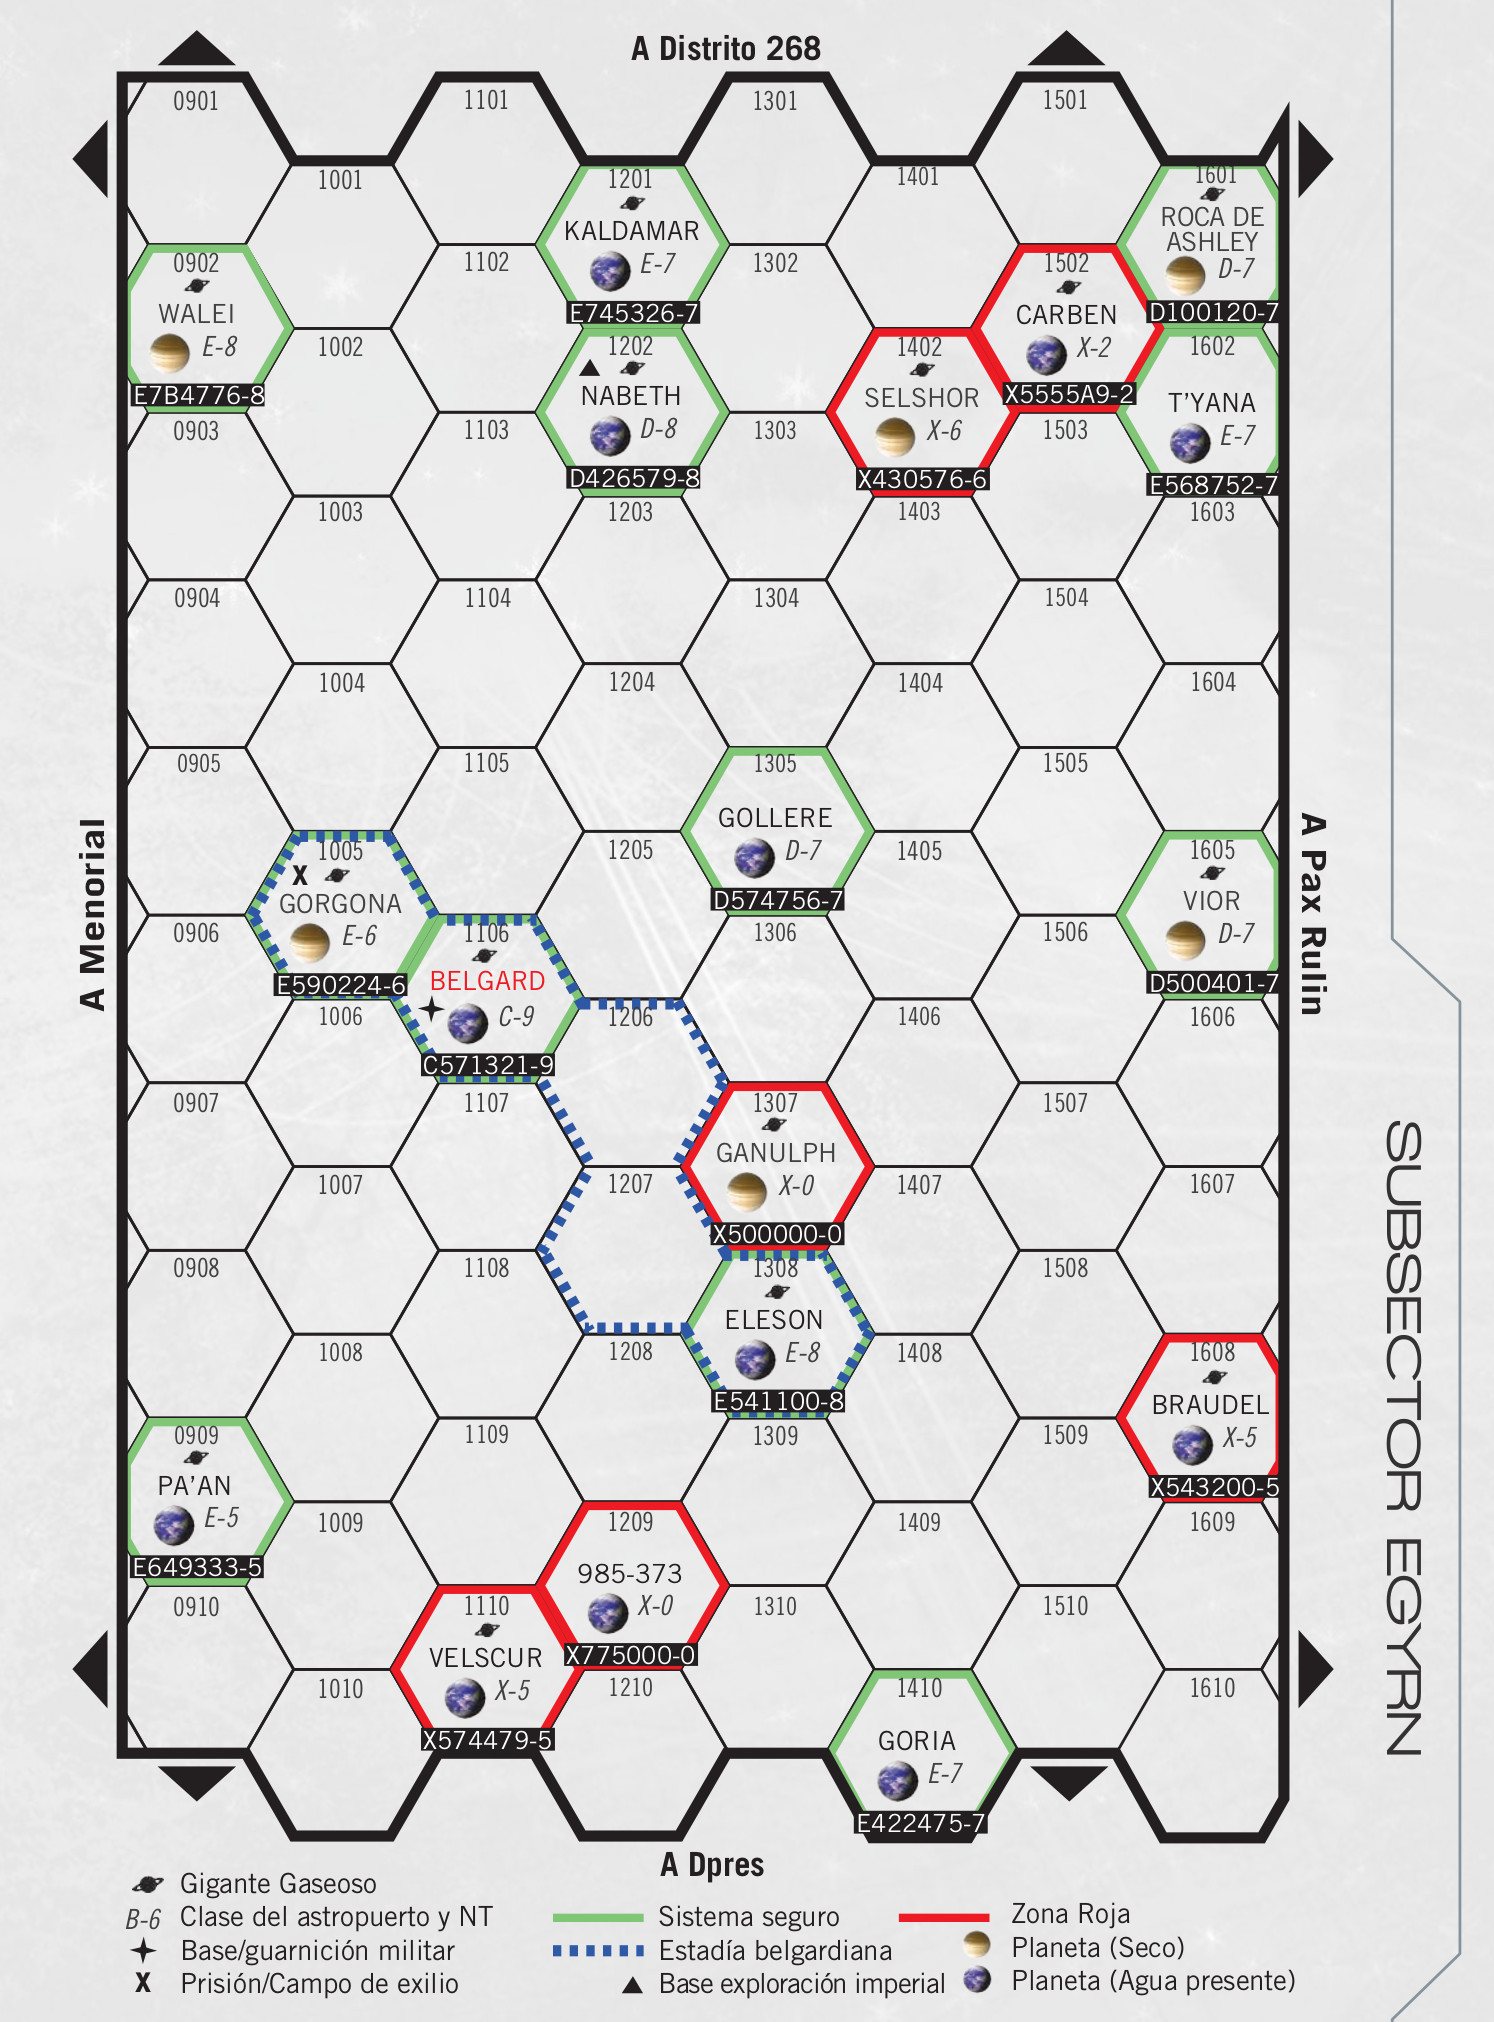 A Distrito 268
0901
1101
1301
1501
1001
1201
1401
1601
KALDAMAR
E-7
E745326-7
ROCA DE
ASHLEY
D-7
D100120-7
0902
WALEI
E-8
E7B4776-8
1102
1302
1502
CARBEN
X-2
X5555A9-2
1002
1202
NABETH
D-8
D426579-8
1402
SELSHOR
X-6
X430576-6
1602
T'YANA
E-7
E568752-7
0903
1103
1303
1503
1003
1203
1403
1603
0904
1104
1304
1504
1004
1204
1404
1604
0905
1105
1305
GOLLERE
D-7
D574756-7
1505
1005
X
GORGONA
E-6
E590224-6
1205
1405
1605
VIOR
D-7
D500401-7
A Menorial
A Pax Rulin
0906
1106
BELGARD
C-9
C571321-9
1306
1506
1006
1206
1406
1606
0907
1107
1307
GANULPH
X-0
X500000-0
1507
1007
1207
1407
1607
0908
1108
1308
ELESON
E-8
E541100-8
1508
1008
1208
1408
1608
BRAUDEL
X-5
X543200-5
0909
PA'AN
E-5
E649333-5
1109
1309
1509
1009
1209
985-373
X-0
X775000-0
1409
1609
0910
1110
VELSCUR
X-5
X574479-5
1310
1510
1010
1210
1410
GORIA
E-7
E422475-7
1610
SUBSECTOR EGYRN
A Dpres
Gigante Gaseoso
B-6 Clase del astropuerto y NT
Base/guarnición militar
X Prisión/Campo de exilio
Sistema seguro
Estadía belgardiana
Base exploración imperial
Zona Roja
Planeta (Seco)
Planeta (Agua presente)